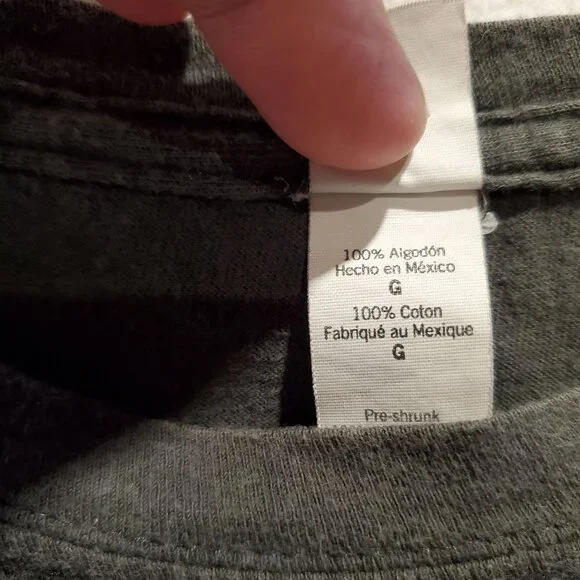 100% Algodón
Hecho en México
G
100% Coton
Fabriqué au Mexique
G
Pre-shrunk